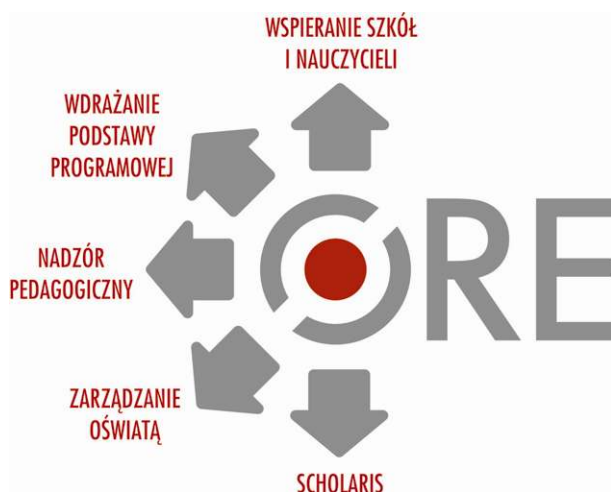 WSPIERANIE SZKÓŁ
I NAUCZYCIELI
WDRAŻANIE
PODSTAWY
PROGRAMOWEJ
NADZÓR
PEDAGOGICZNY
ORE
ZARZĄDZANIE
OŚWIATĄ
SCHOLARIS